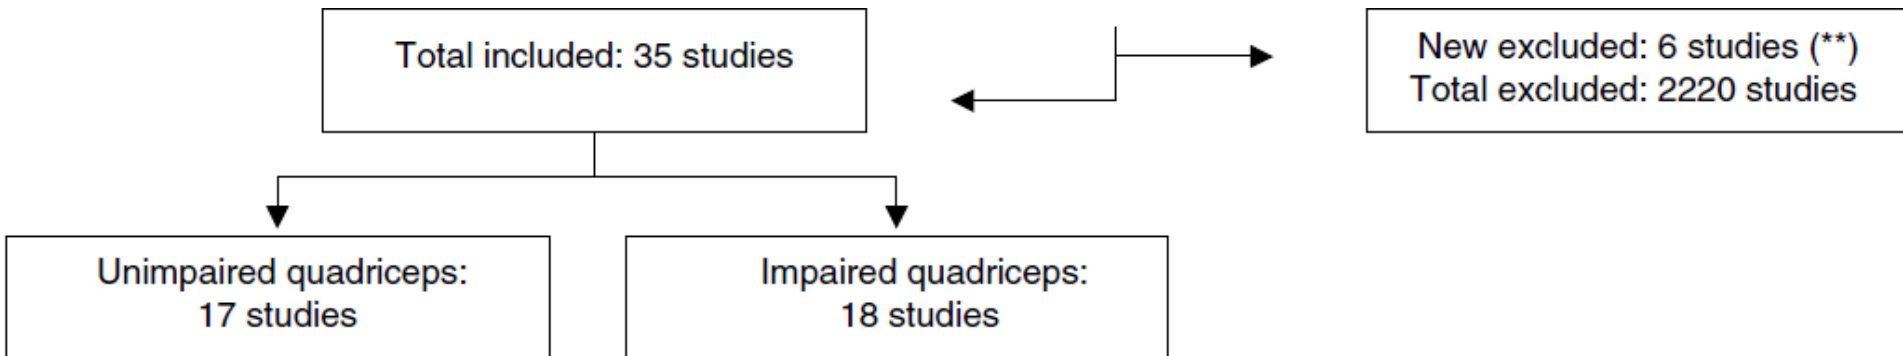 Total included: 35 studies
New excluded: 6 studies (**)
Total excluded: 2220 studies
Unimpaired quadriceps:
17 studies
Impaired quadriceps:
18 studies